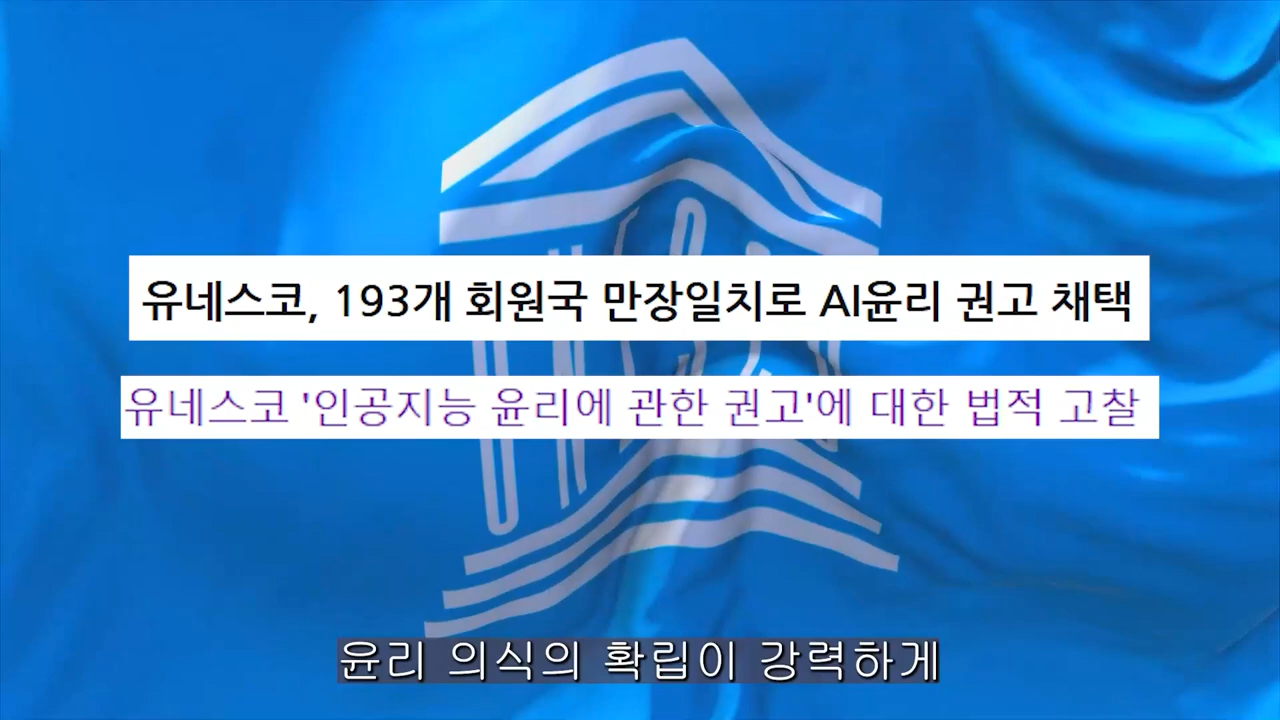 유네스코, 193개 회원국 만장일치로 AI윤리 권고 채택
유네스코 '인공지능 윤리에 관한 권고'에 대한 법적 고찰
윤리 의식의 확립이 강력하게